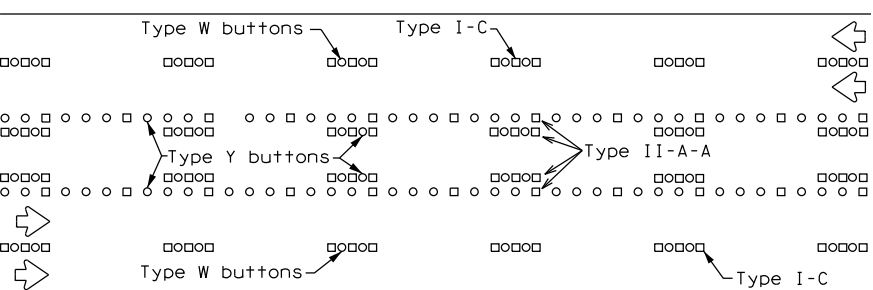 Type W buttons
Type I-C
Type Y buttons
Type II-A-A
Type W buttons
Type I-C